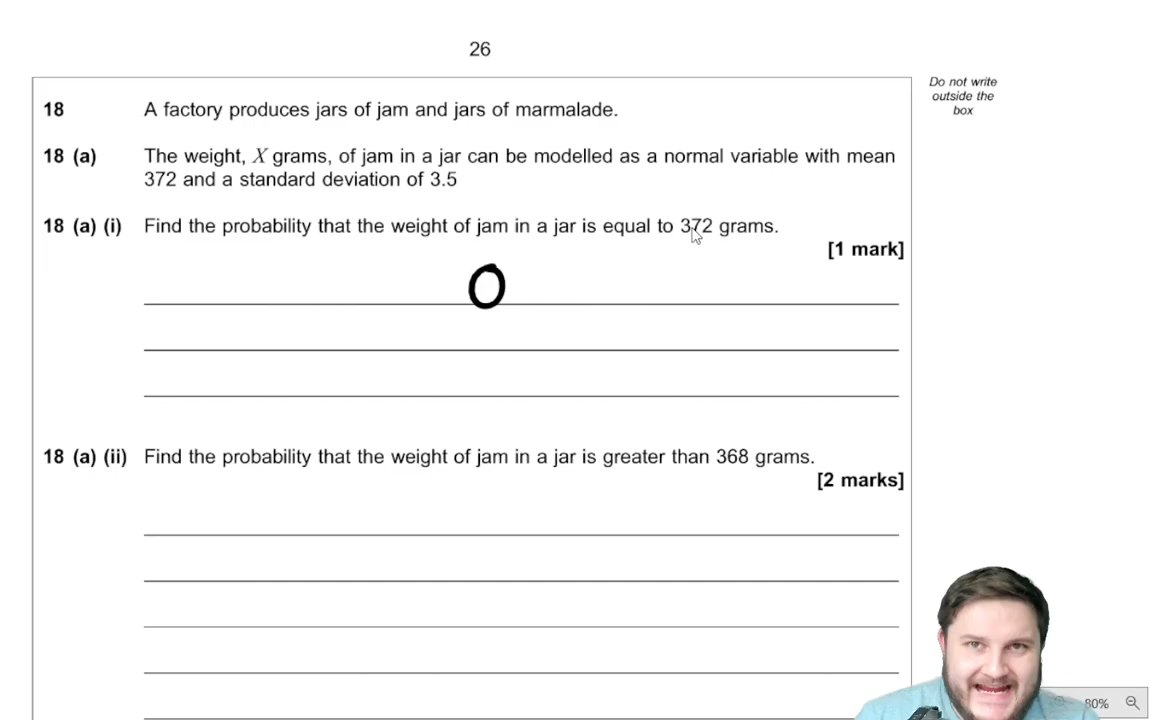 26
Do not write
outside the
box
18 A factory produces jars of jam and jars of marmalade.
18 (a) The weight, X grams, of jam in a jar can be modelled as a normal variable with mean
372 and a standard deviation of 3.5
18 (a) (i) Find the probability that the weight of jam in a jar is equal to 372 grams.
[1 mark]
0
18 (a) (ii) Find the probability that the weight of jam in a jar is greater than 368 grams.
[2 marks]
80%